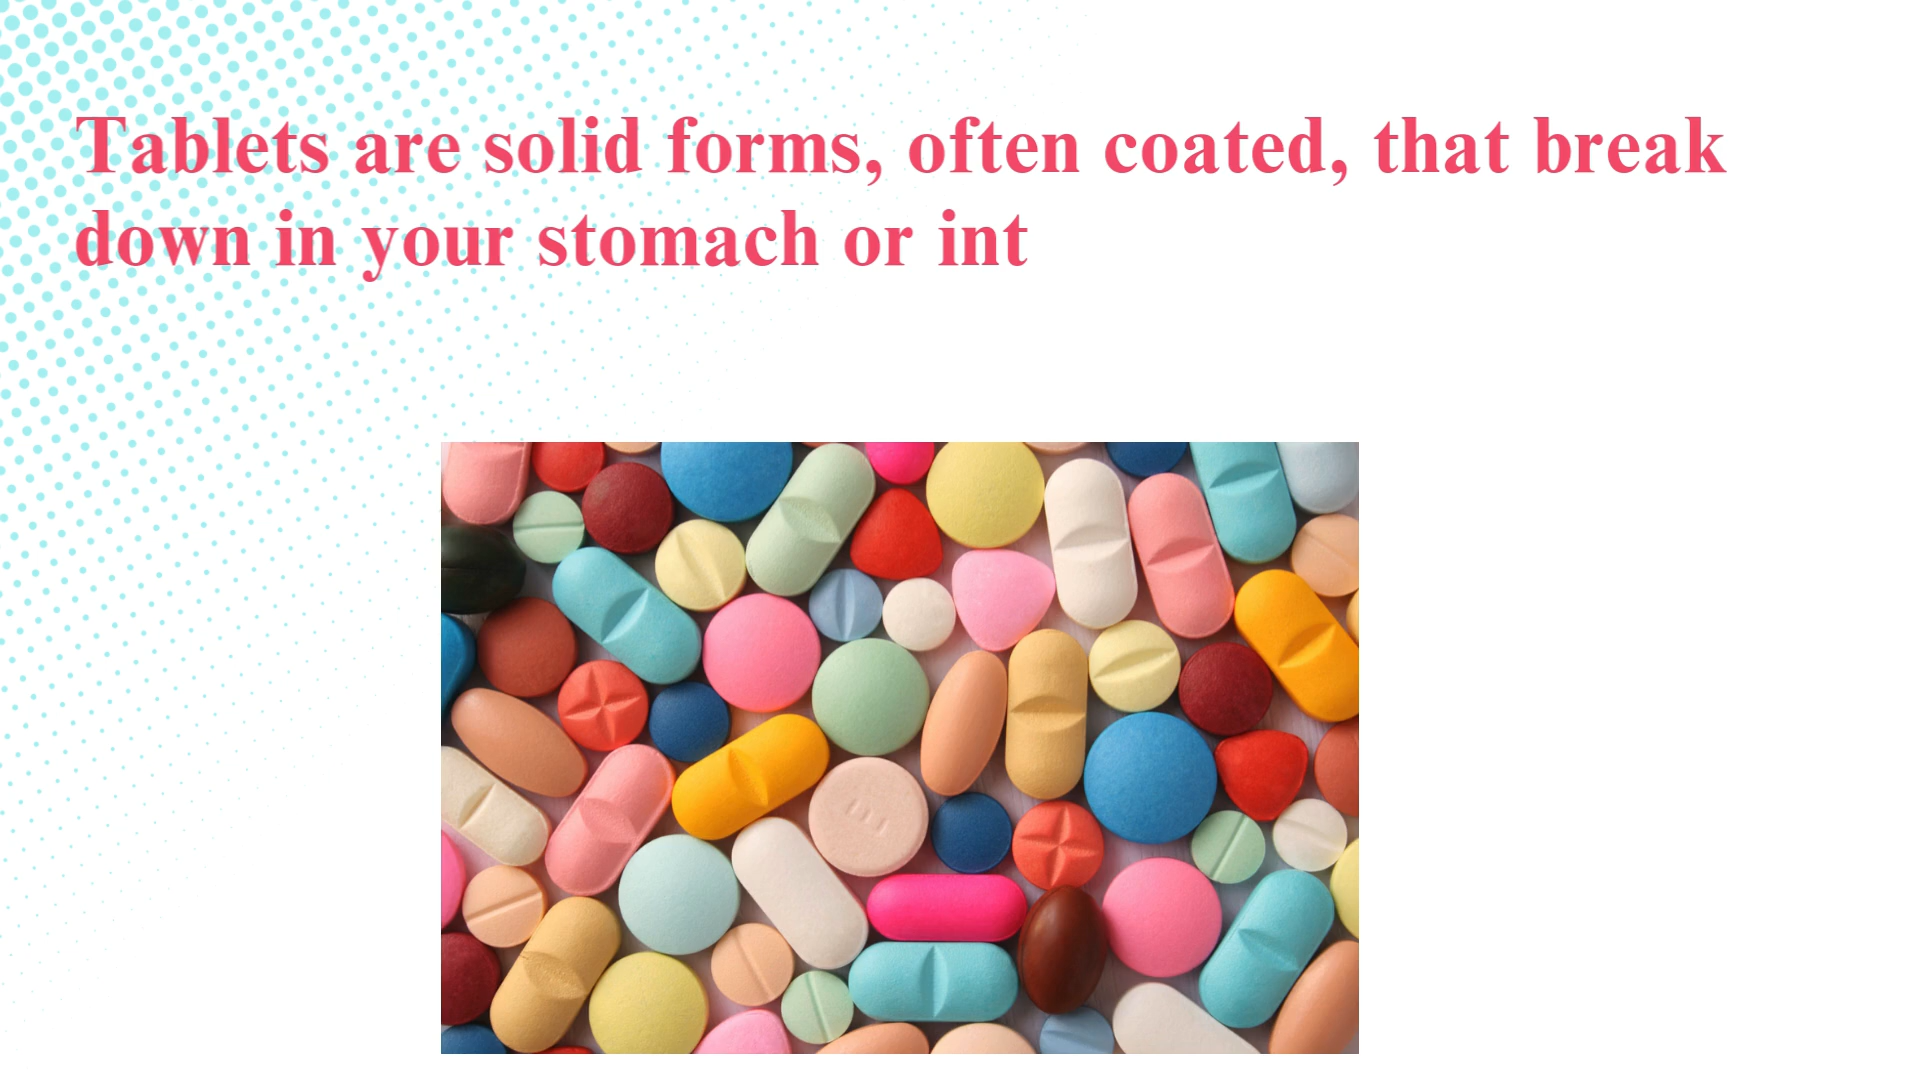 Tablets are solid forms, often coated, that break
down in your stomach or int